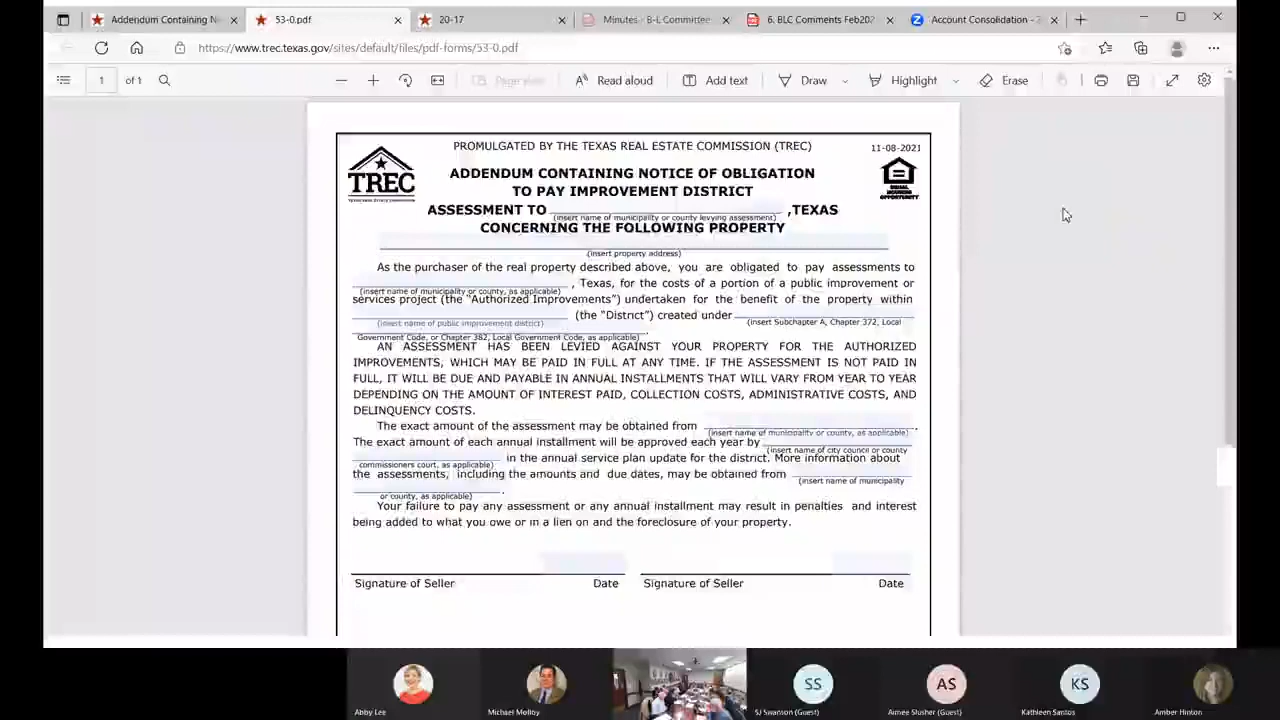 Addendum Containing N
53-0.pdf
20-17
Minutes - B-L Committee
6. BLC Comments Feb202
Account Consolidation - 2
https://www.trec.texas.gov/sites/default/files/pdf-forms/53-0.pdf
1 of 1
Page view
Read aloud
Add text
Draw
Highlight
Erase
PROMULGATED BY THE TEXAS REAL ESTATE COMMISSION (TREC)
11-08-2021
TREC
TEXAS REAL ESTATE COMMISSION
EQUAL HOUSING OPPORTUNITY
ADDENDUM CONTAINING NOTICE OF OBLIGATION
TO PAY IMPROVEMENT DISTRICT
ASSESSMENT TO ,TEXAS
(insert name of municipality or county levying assessment)
CONCERNING THE FOLLOWING PROPERTY
(insert property address)
As the purchaser of the real property described above, you are obligated to pay assessments to
, Texas, for the costs of a portion of a public improvement or
(insert name of municipality or county, as applicable)
services project (the “Authorized Improvements”) undertaken for the benefit of the property within
(the “District”) created under
(insert name of public improvement district)
(insert Subchapter A, Chapter 372, Local
.
Government Code, or Chapter 382, Local Government Code, as applicable)
AN ASSESSMENT HAS BEEN LEVIED AGAINST YOUR PROPERTY FOR THE AUTHORIZED
IMPROVEMENTS, WHICH MAY BE PAID IN FULL AT ANY TIME. IF THE ASSESSMENT IS NOT PAID IN
FULL, IT WILL BE DUE AND PAYABLE IN ANNUAL INSTALLMENTS THAT WILL VARY FROM YEAR TO YEAR
DEPENDING ON THE AMOUNT OF INTEREST PAID, COLLECTION COSTS, ADMINISTRATIVE COSTS, AND
DELINQUENCY COSTS.
The exact amount of the assessment may be obtained from .
(insert name of municipality or county, as applicable)
The exact amount of each annual installment will be approved each year by
(insert name of city council or county
in the annual service plan update for the district. More information about
commissioners court, as applicable)
the assessments, including the amounts and due dates, may be obtained from
(insert name of municipality
.
or county, as applicable)
Your failure to pay any assessment or any annual installment may result in penalties and interest
being added to what you owe or in a lien on and the foreclosure of your property.
Signature of Seller Date Signature of Seller Date
SS
AS
KS
Abby Lee
Michael Molloy
SJ Swanson (Guest)
Aimee Slusher (Guest)
Kathleen Santos
Amber Hinton